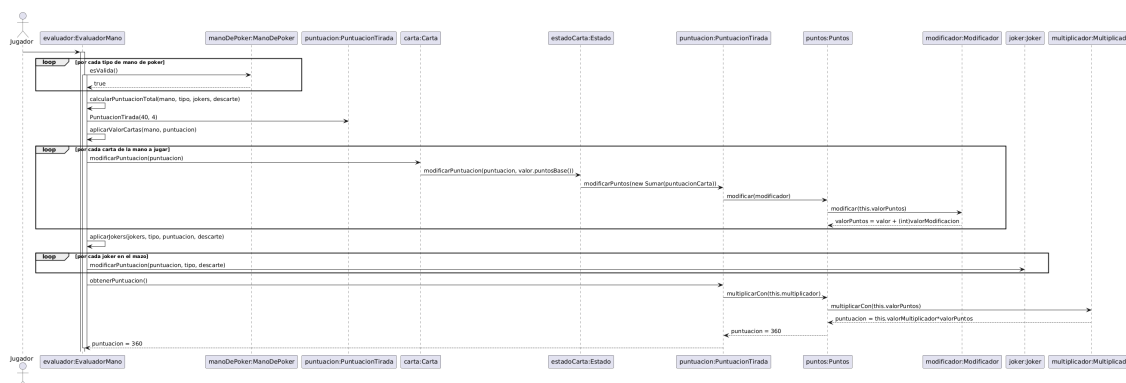 jugador
evaluador:EvaluadorMano
manoDePoker:ManoDePoker
puntuacion:PuntuacionTirada
carta:Carta
estadoCarta:Estado
puntuacion:PuntuacionTirada
puntos:Puntos
modificador:Modificador
joker:Joker
multiplicador:Multiplicad
loop
[por cada tipo de mano de poker]
esValida()
true
calcularPuntuacionTotal(mano, tipo, jokers, descarte)
PuntuacionTirada(40, 4)
aplicarValorCartas(mano, puntuacion)
loop
[por cada carta de la mano a jugar]
modificarPuntuacion(puntuacion)
modificarPuntuacion(puntuacion, valor.puntosBase())
modificarPuntos(new Sumar(puntuacionCarta))
modificar(modificador)
modificar(this.valorPuntos)
valorPuntos = valor + (int)valorModificacion
aplicarJokers(jokers, tipo, puntuacion, descarte)
loop
[por cada joker en el mazo]
modificarPuntuacion(puntuacion, tipo, descarte)
obtenerPuntuacion()
multiplicarCon(this.multiplicador)
multiplicarCon(this.valorPuntos)
puntuacion = this.valorMultiplicador*valorPuntos
puntuacion = 360
puntuacion = 360
jugador
evaluador:EvaluadorMano
manoDePoker:ManoDePoker
puntuacion:PuntuacionTirada
carta:Carta
estadoCarta:Estado
puntuacion:PuntuacionTirada
puntos:Puntos
modificador:Modificador
joker:Joker
multiplicador:Multiplicad